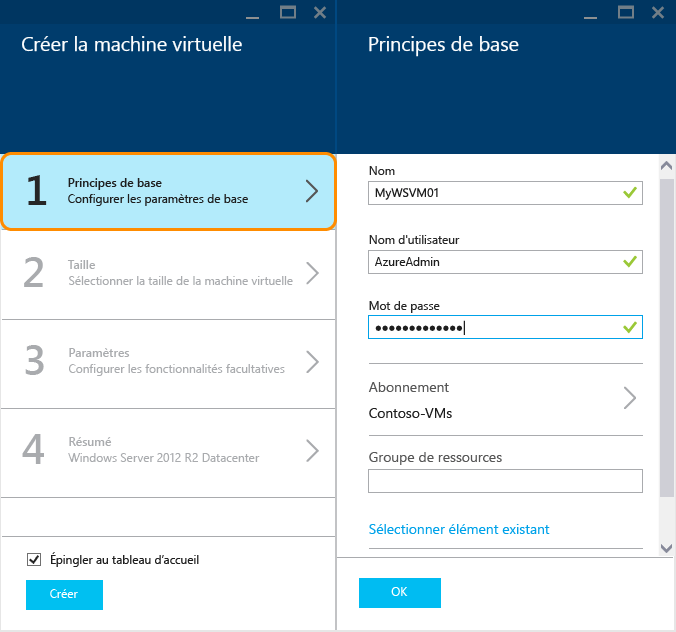 Créer la machine virtuelle
1
Principes de base
Configurer les paramètres de base
2
Taille
Sélectionner la taille de la machine virtuelle
3
Paramètres
Configurer les fonctionnalités facultatives
4
Résumé
Windows Server 2012 R2 Datacenter
Épingler au tableau d’accueil
Créer
Principes de base
Nom
MyWSVM01
Nom d'utilisateur
AzureAdmin
Mot de passe
•••••••••••••
Abonnement
Contoso-VMs
Groupe de ressources
Sélectionner élément existant
OK